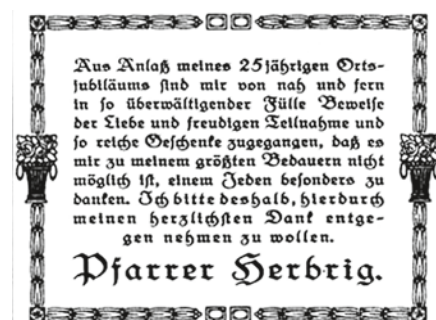 Aus Anlaß meines 25jährigen Orts-
jubiläums sind mir von nah und fern
in so überwältigender Fülle Beweise
der Liebe und freudigen Teilnahme und
so reiche Geschenke zugegangen, daß es
mir zu meinem größten Bedauern nicht
möglich ist, einem Jeden besonders zu
danken. Ich bitte deshalb, hierdurch
meinen herzlichsten Dank entge-
gen nehmen zu wollen.
Pfarrer Herbrig.